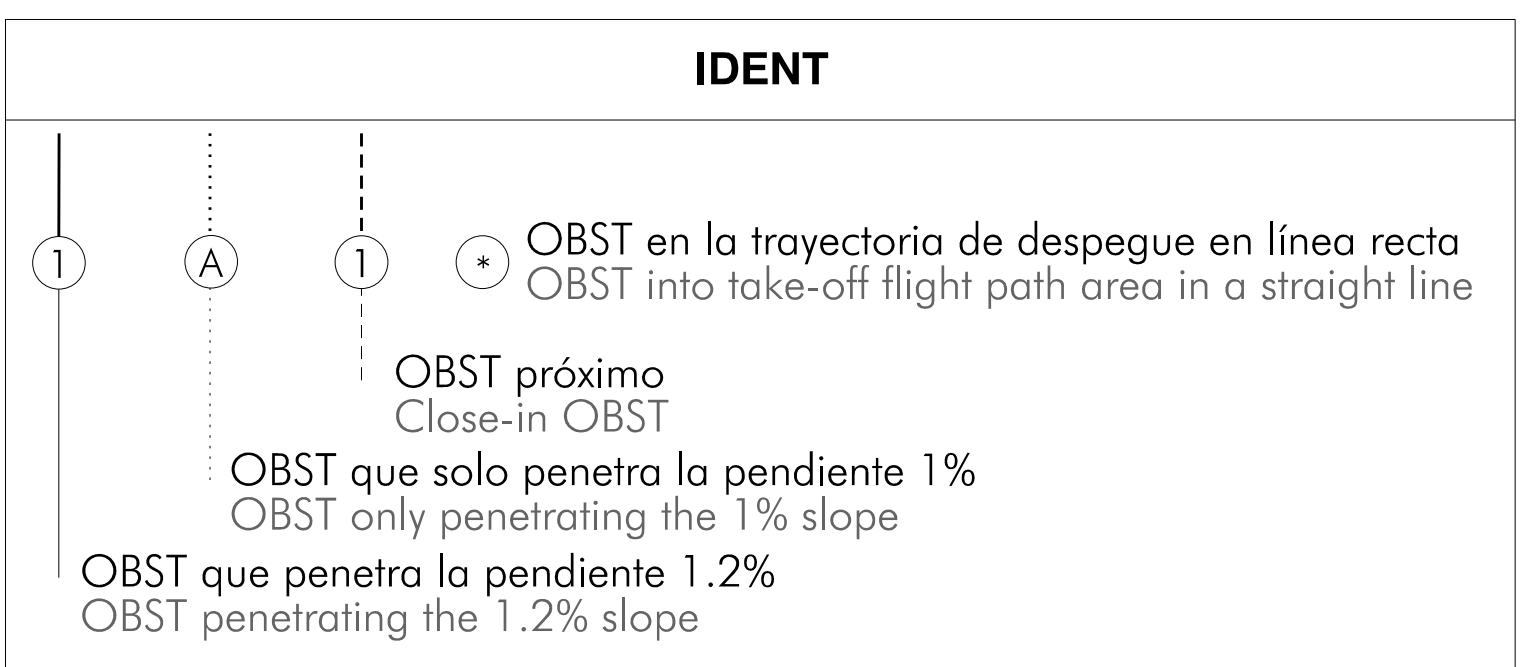 IDENT
1 A 1 * OBST en la trayectoria de despegue en línea recta
OBST into take-off flight path area in a straight line
OBST próximo
Close-in OBST
OBST que solo penetra la pendiente 1%
OBST only penetrating the 1% slope
OBST que penetra la pendiente 1.2%
OBST penetrating the 1.2% slope